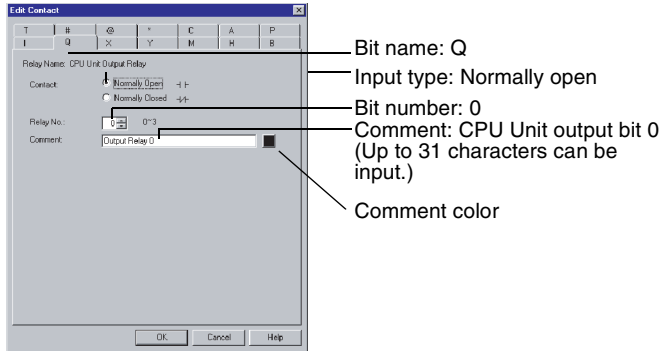 Edit Contact
T # @ * C A P
I Q X Y M H B
Relay Name: CPU Unit Output Relay
Contact: Normally Open
Normally Closed
Relay No.: 0 0~3
Comment: Output Relay 0
OK Cancel Help
Bit name: Q
Input type: Normally open
Bit number: 0
Comment: CPU Unit output bit 0
(Up to 31 characters can be
input.)
Comment color